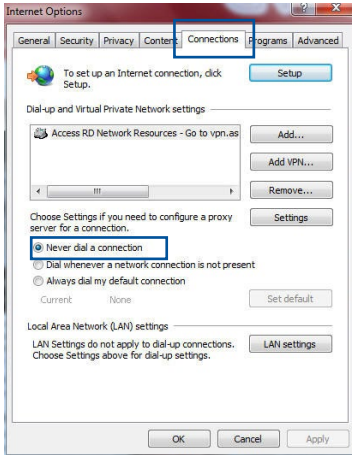 Internet Options
General Security Privacy Content Connections Programs Advanced
To set up an Internet connection, click
Setup.
Setup
Dial-up and Virtual Private Network settings
Access RD Network Resources - Go to vpn.as
Add...
Add VPN...
Remove...
Choose Settings if you need to configure a proxy
server for a connection.
Settings
Never dial a connection
Dial whenever a network connection is not present
Always dial my default connection
Current None
Set default
Local Area Network (LAN) settings
LAN Settings do not apply to dial-up connections.
Choose Settings above for dial-up settings.
LAN settings
OK Cancel Apply